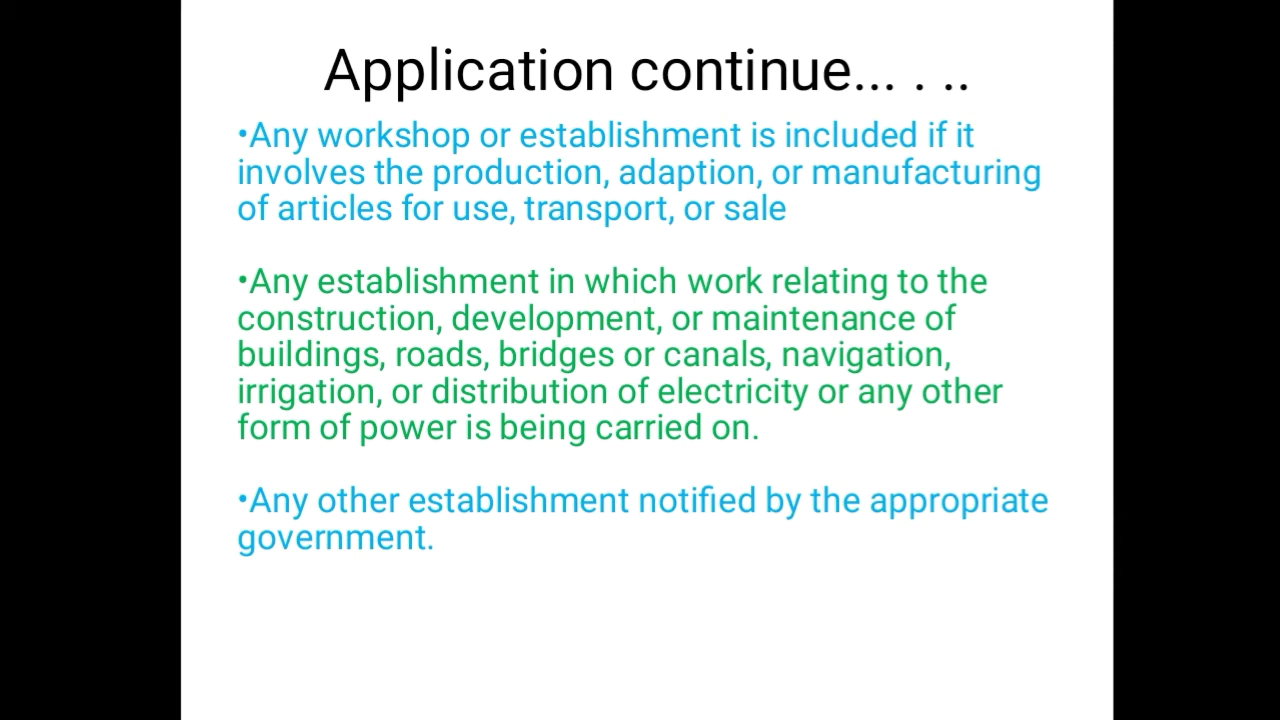 Application continue... . ..
•Any workshop or establishment is included if it
involves the production, adaption, or manufacturing
of articles for use, transport, or sale
•Any establishment in which work relating to the
construction, development, or maintenance of
buildings, roads, bridges or canals, navigation,
irrigation, or distribution of electricity or any other
form of power is being carried on.
•Any other establishment notified by the appropriate
government.